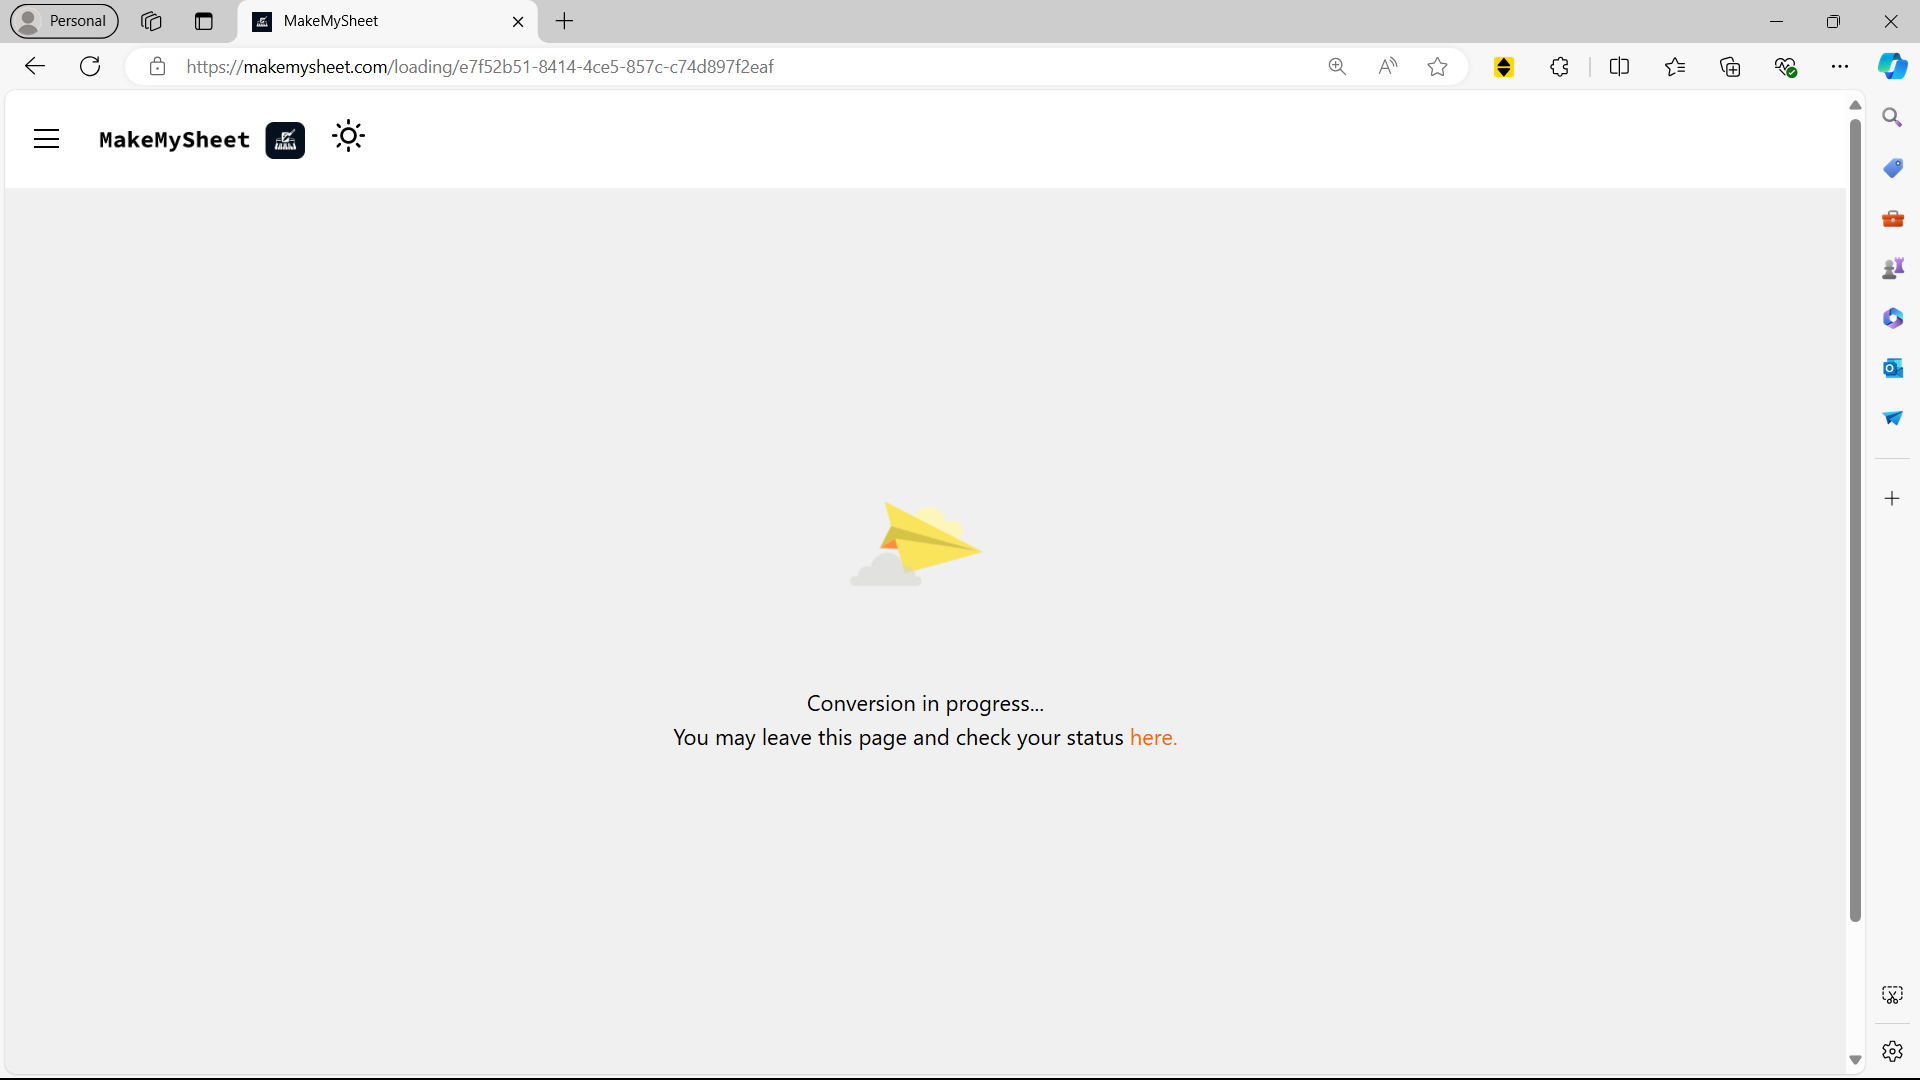 Personal
MakeMySheet
https://makemysheet.com/loading/e7f52b51-8414-4ce5-857c-c74d897f2eaf
MakeMySheet
Conversion in progress...
You may leave this page and check your status here.